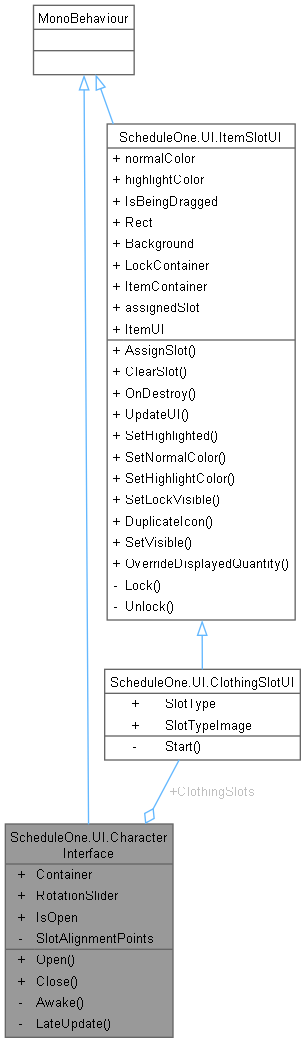 MonoBehaviour
ScheduleOne.UI.ItemSlotUI
+ normalColor
+ highlightColor
+ IsBeingDragged
+ Rect
+ Background
+ LockContainer
+ ItemContainer
+ assignedSlot
+ ItemUI
+ AssignSlot()
+ ClearSlot()
+ OnDestroy()
+ UpdateUI()
+ SetHighlighted()
+ SetNormalColor()
+ SetHighlightColor()
+ SetLockVisible()
+ DuplicateIcon()
+ SetVisible()
+ OverrideDisplayedQuantity()
- Lock()
- Unlock()
ScheduleOne.UI.ClothingSlotUI
+ SlotType
+ SlotTypeImage
- Start()
+ClothingSlots
ScheduleOne.UI.Character
Interface
+ Container
+ RotationSlider
+ IsOpen
- SlotAlignmentPoints
+ Open()
+ Close()
- Awake()
- LateUpdate()